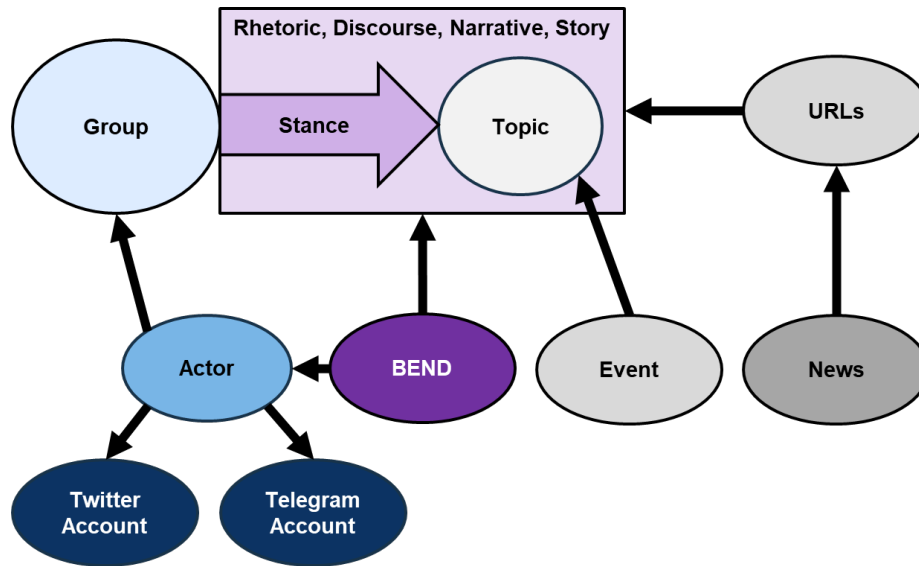 Rhetoric, Discourse, Narrative, Story
Group
Stance
Topic
URLs
Actor
BEND
Event
News
Twitter
Account
Telegram
Account